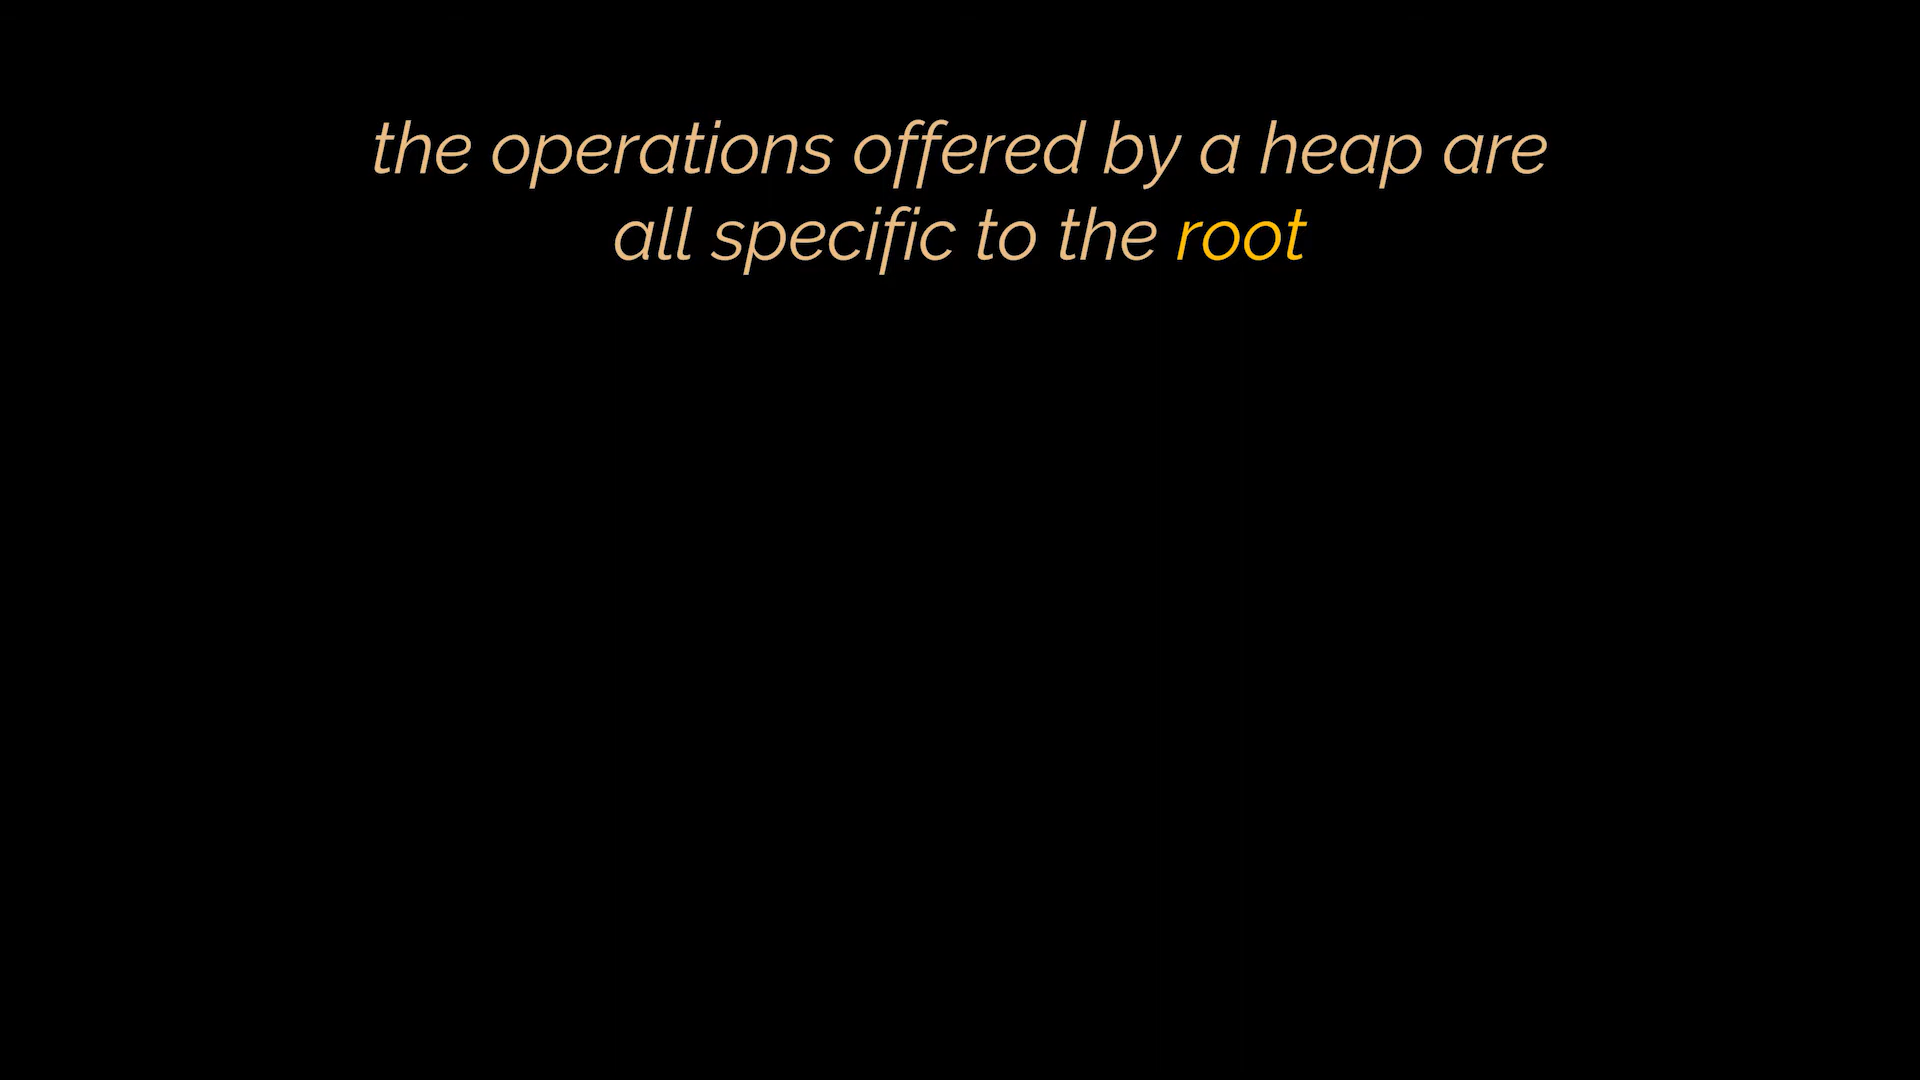 the operations offered by a heap are
all specific to the root